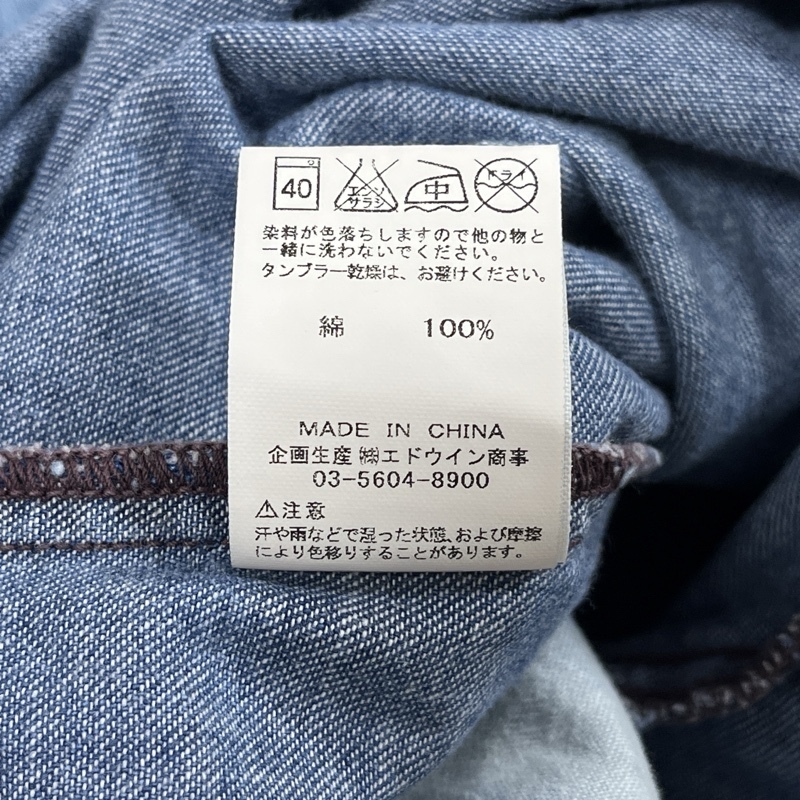 40 エンソサラシ 中 ドライ
染料が色落ちしますので他の物と
一緒に洗わないでください。
タンブラー乾燥は、お避けください。
綿 100%
MADE IN CHINA
企画生産 ㈱エドウイン商事
03-5604-8900
⚠注意
汗や雨などで湿った状態、および摩擦
により色移りすることがあります。